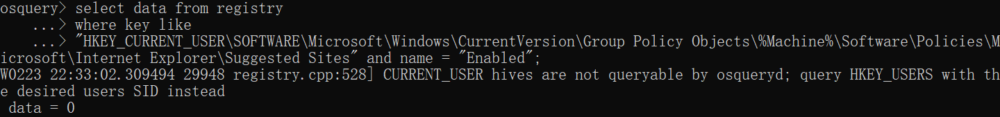 osquery> select data from registry
...> where key like
...> "HKEY_CURRENT_USER\SOFTWARE\Microsoft\Windows\CurrentVersion\Group Policy Objects\%Machine%\Software\Policies\M
icrosoft\Internet Explorer\Suggested Sites" and name = "Enabled";
W0223 22:33:02.309494 29948 registry.cpp:528] CURRENT_USER hives are not queryable by osqueryd; query HKEY_USERS with th
e desired users SID instead
data = 0